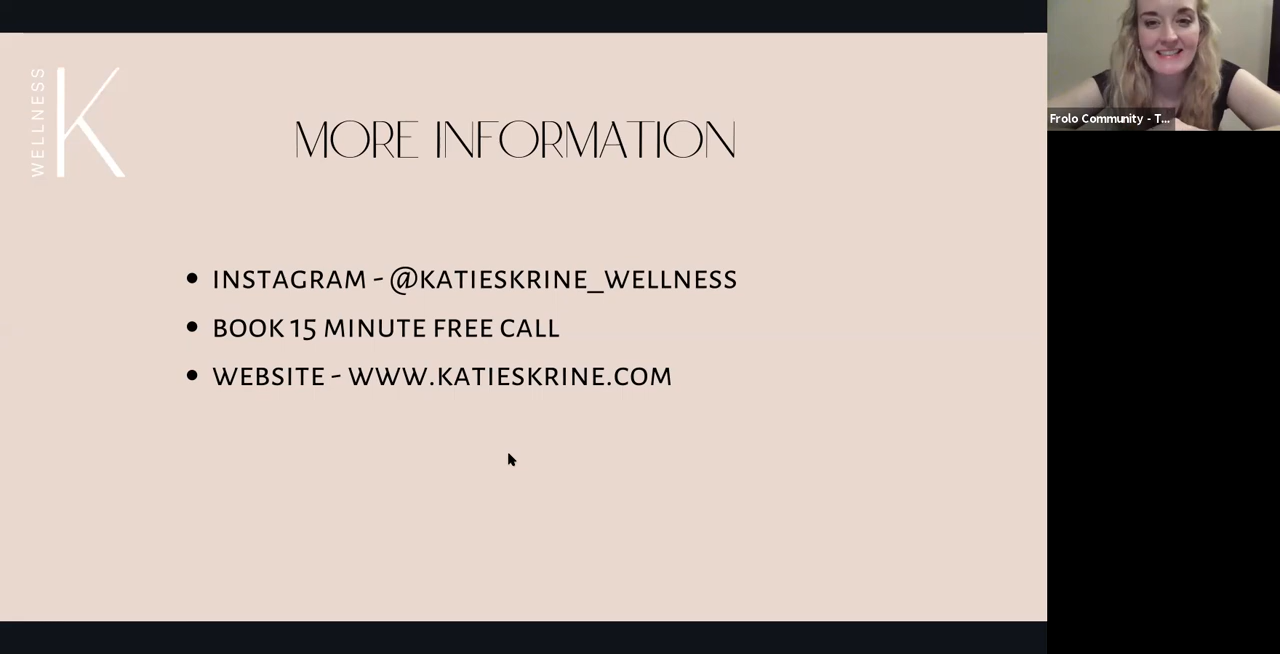 WELLNESS
K
MORE INFORMATION
• INSTAGRAM - @KATIESKRINE_WELLNESS
• BOOK 15 MINUTE FREE CALL
• WEBSITE - WWW.KATIESKRINE.COM
Frolo Community - T...